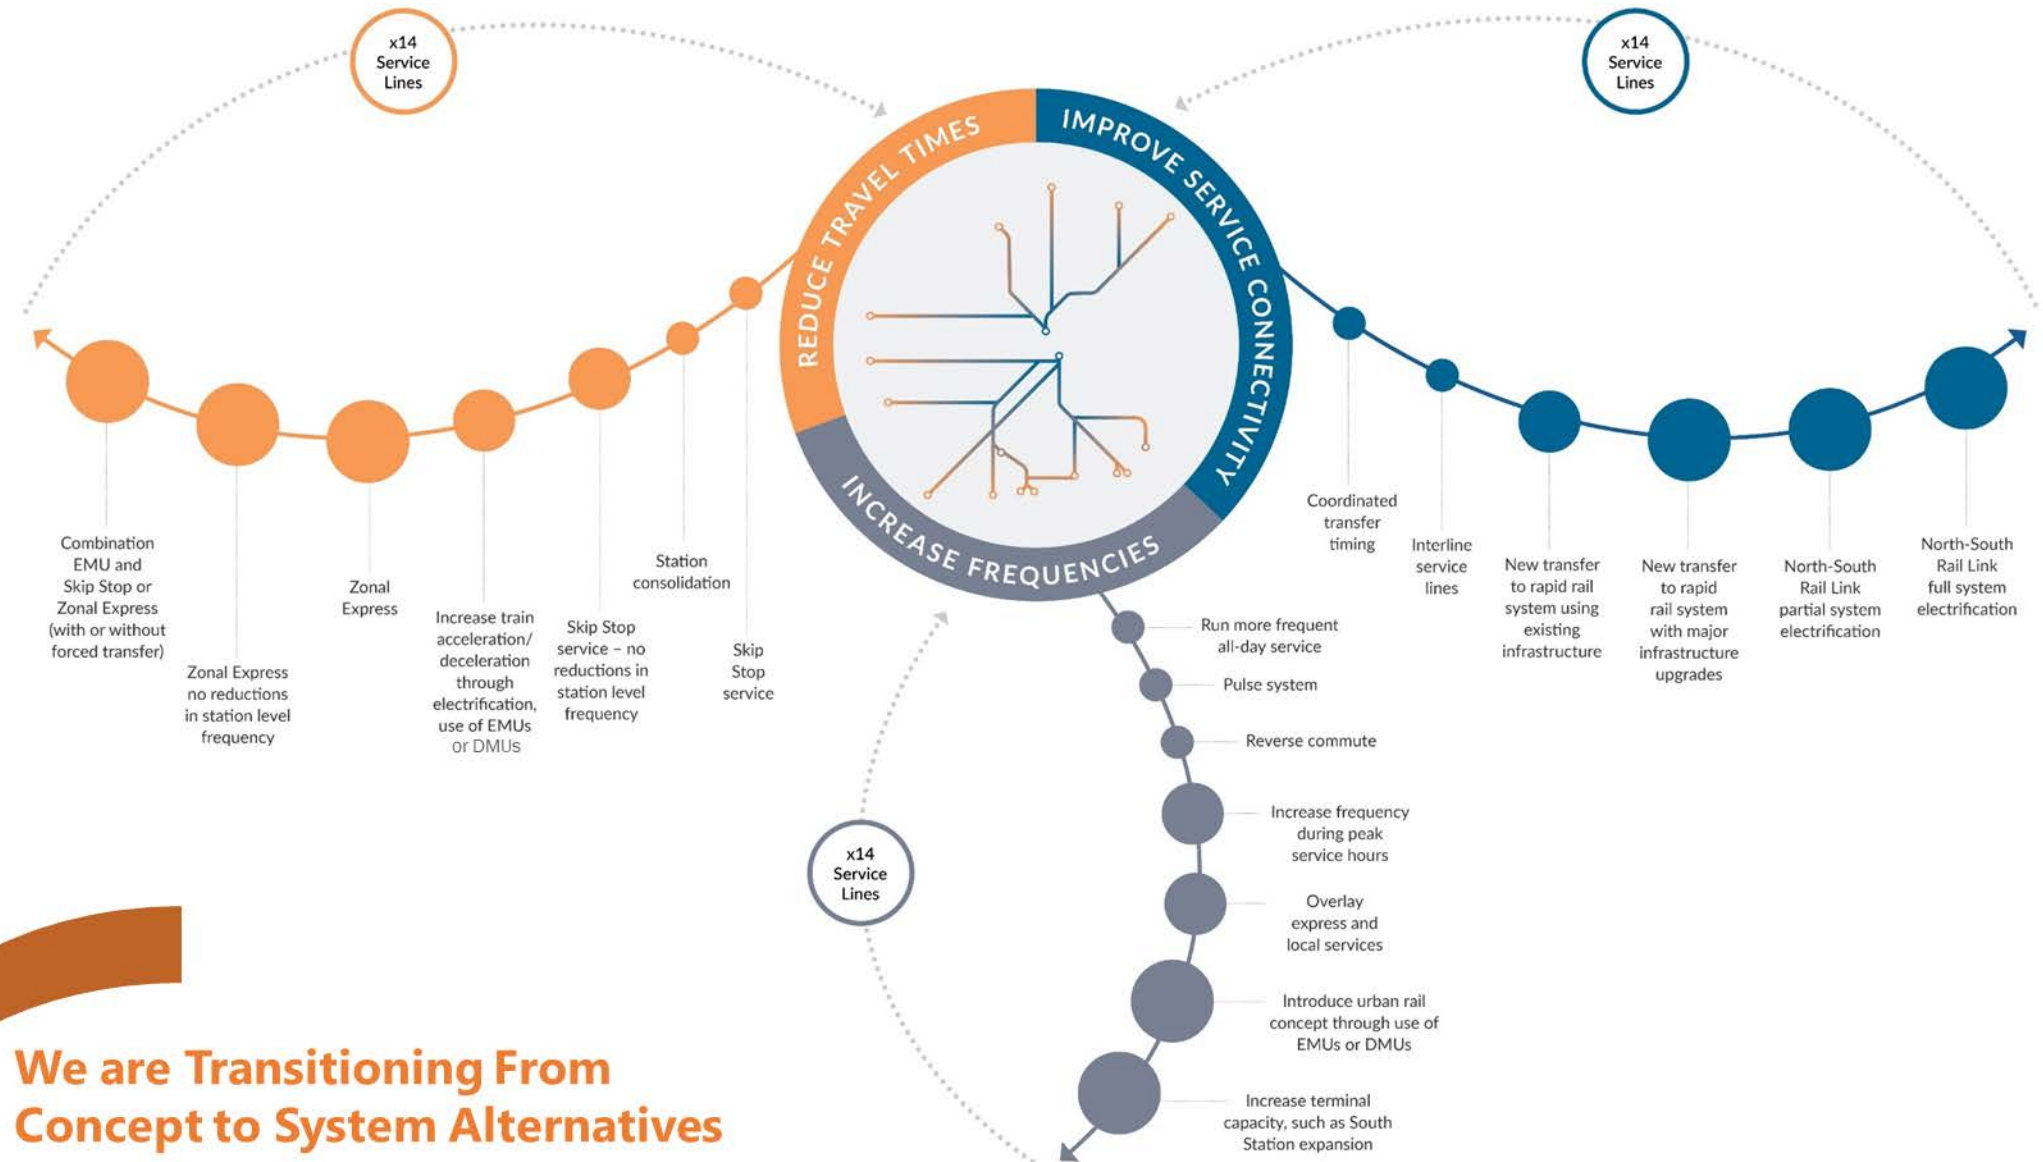 x14
Service
Lines
x14
Service
Lines
REDUCE TRAVEL TIMES
IMPROVE SERVICE CONNECTIVITY
INCREASE FREQUENCIES
Combination
EMU and
Skip Stop or
Zonal Express
(with or without
forced transfer)
Zonal Express
no reductions
in station level
frequency
Zonal
Express
Increase train
acceleration/
deceleration
through
electrification,
use of EMUs
or DMUs
Skip Stop
service – no
reductions in
station level
frequency
Station
consolidation
Skip
Stop
service
Coordinated
transfer
timing
Interline
service
lines
New transfer
to rapid rail
system using
existing
infrastructure
New transfer
to rapid
rail system
with major
infrastructure
upgrades
North-South
Rail Link
partial system
electrification
North-South
Rail Link
full system
electrification
Run more frequent
all-day service
Pulse system
Reverse commute
Increase frequency
during peak
service hours
Overlay
express and
local services
Introduce urban rail
concept through use of
EMUs or DMUs
Increase terminal
capacity, such as South
Station expansion
x14
Service
Lines
We are Transitioning From
Concept to System Alternatives